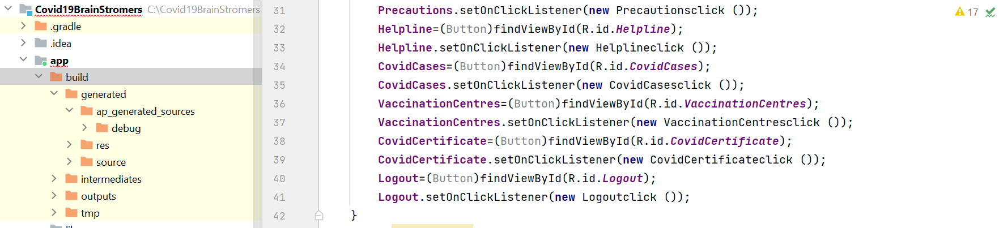 Covid19BrainStromers C:\Covid19BrainStromers
.gradle
.idea
app
build
generated
ap_generated_sources
debug
res
source
intermediates
outputs
tmp
31 Precautions.setOnClickListener(new Precautionsclick ());
32 Helpline=(Button)findViewById(R.id.Helpline);
33 Helpline.setOnClickListener(new Helplineclick ());
34 CovidCases=(Button)findViewById(R.id.CovidCases);
35 CovidCases.setOnClickListener(new CovidCasesclick ());
36 VaccinationCentres=(Button)findViewById(R.id.VaccinationCentres);
37 VaccinationCentres.setOnClickListener(new VaccinationCentresclick ());
38 CovidCertificate=(Button)findViewById(R.id.CovidCertificate);
39 CovidCertificate.setOnClickListener(new CovidCertificateclick ());
40 Logout=(Button)findViewById(R.id.Logout);
41 Logout.setOnClickListener(new Logoutclick ());
42 }
17